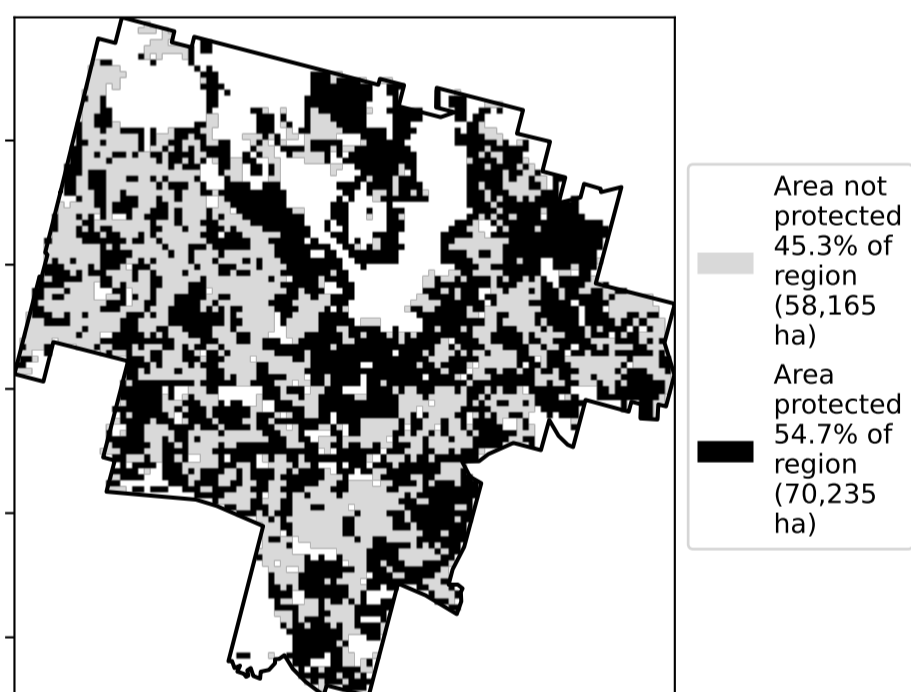 Area not
protected
45.3% of
region
(58,165
ha)
Area
protected
54.7% of
region
(70,235
ha)